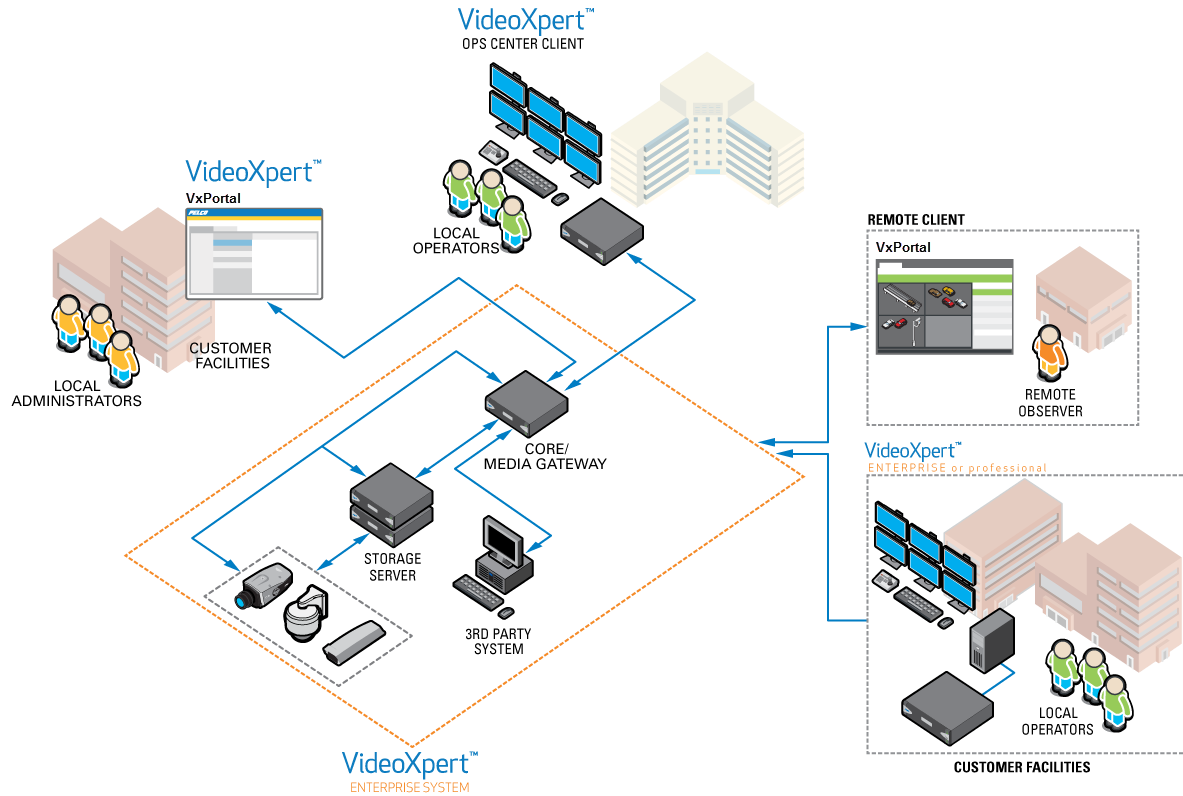 VideoXpert™
OPS CENTER CLIENT
LOCAL
OPERATORS
VideoXpert™
VxPortal
PELCO
CUSTOMER
FACILITIES
LOCAL
ADMINISTRATORS
REMOTE CLIENT
VxPortal
REMOTE
OBSERVER
CORE/
MEDIA GATEWAY
STORAGE
SERVER
3RD PARTY
SYSTEM
VideoXpert™
ENTERPRISE or professional
LOCAL
OPERATORS
CUSTOMER FACILITIES
VideoXpert™
ENTERPRISE SYSTEM